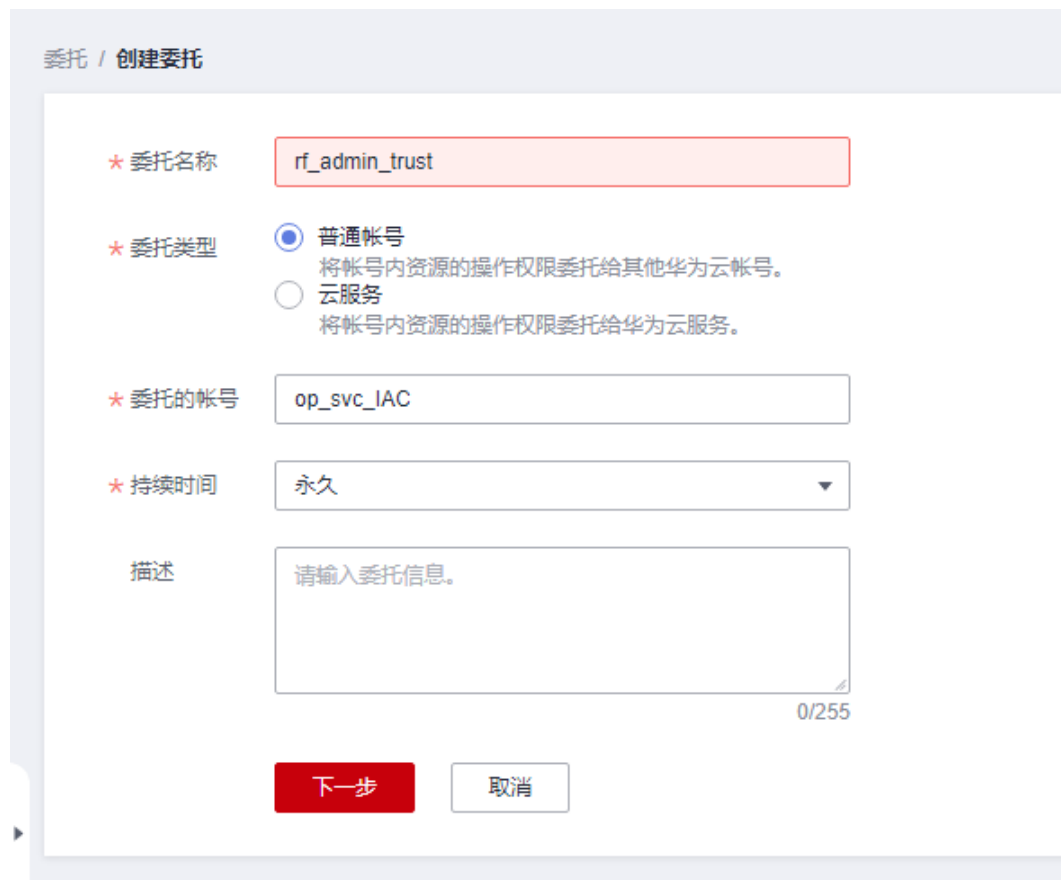 委托 / 创建委托
* 委托名称 rf_admin_trust
* 委托类型 普通帐号
将帐号内资源的操作权限委托给其他华为云帐号。
云服务
将帐号内资源的操作权限委托给华为云服务。
* 委托的帐号 op_svc_IAC
* 持续时间 永久
描述 请输入委托信息。
0/255
下一步 取消